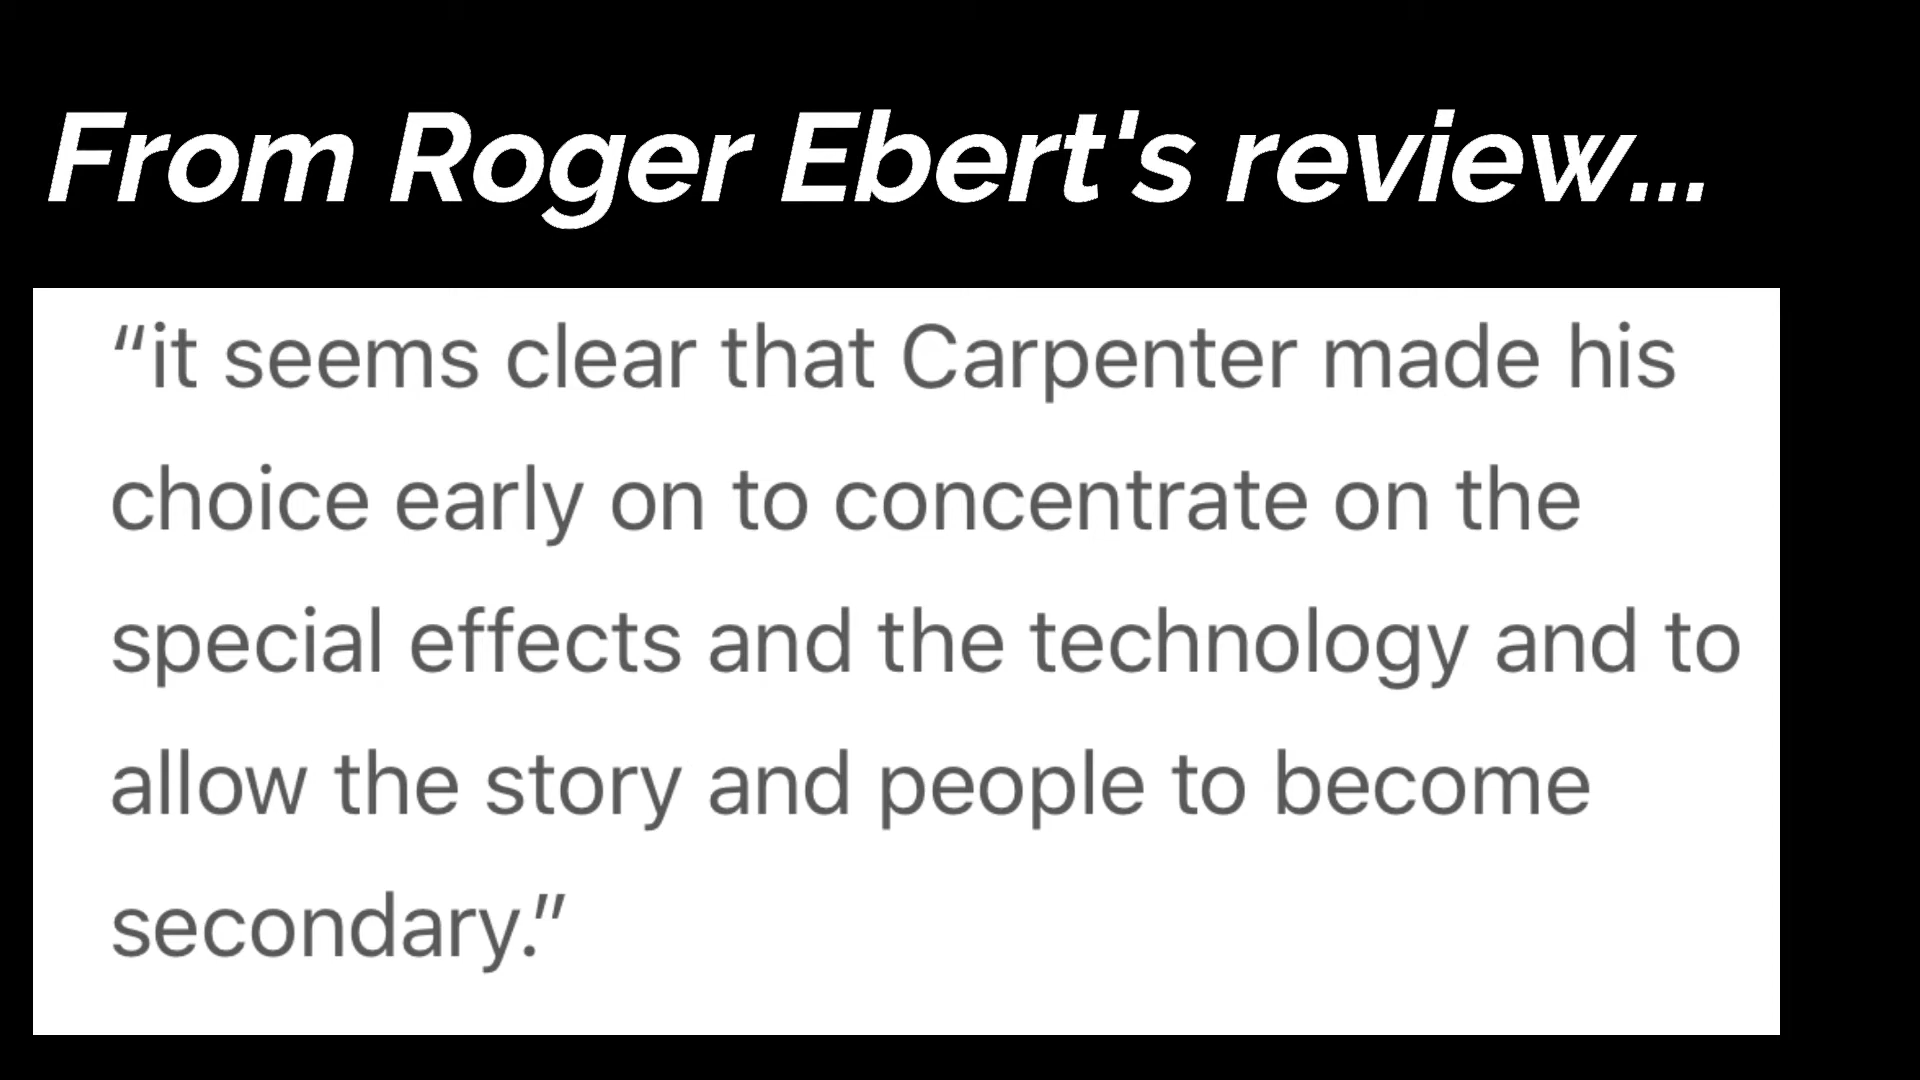 From Roger Ebert's review...
“it seems clear that Carpenter made his
choice early on to concentrate on the
special effects and the technology and to
allow the story and people to become
secondary.”